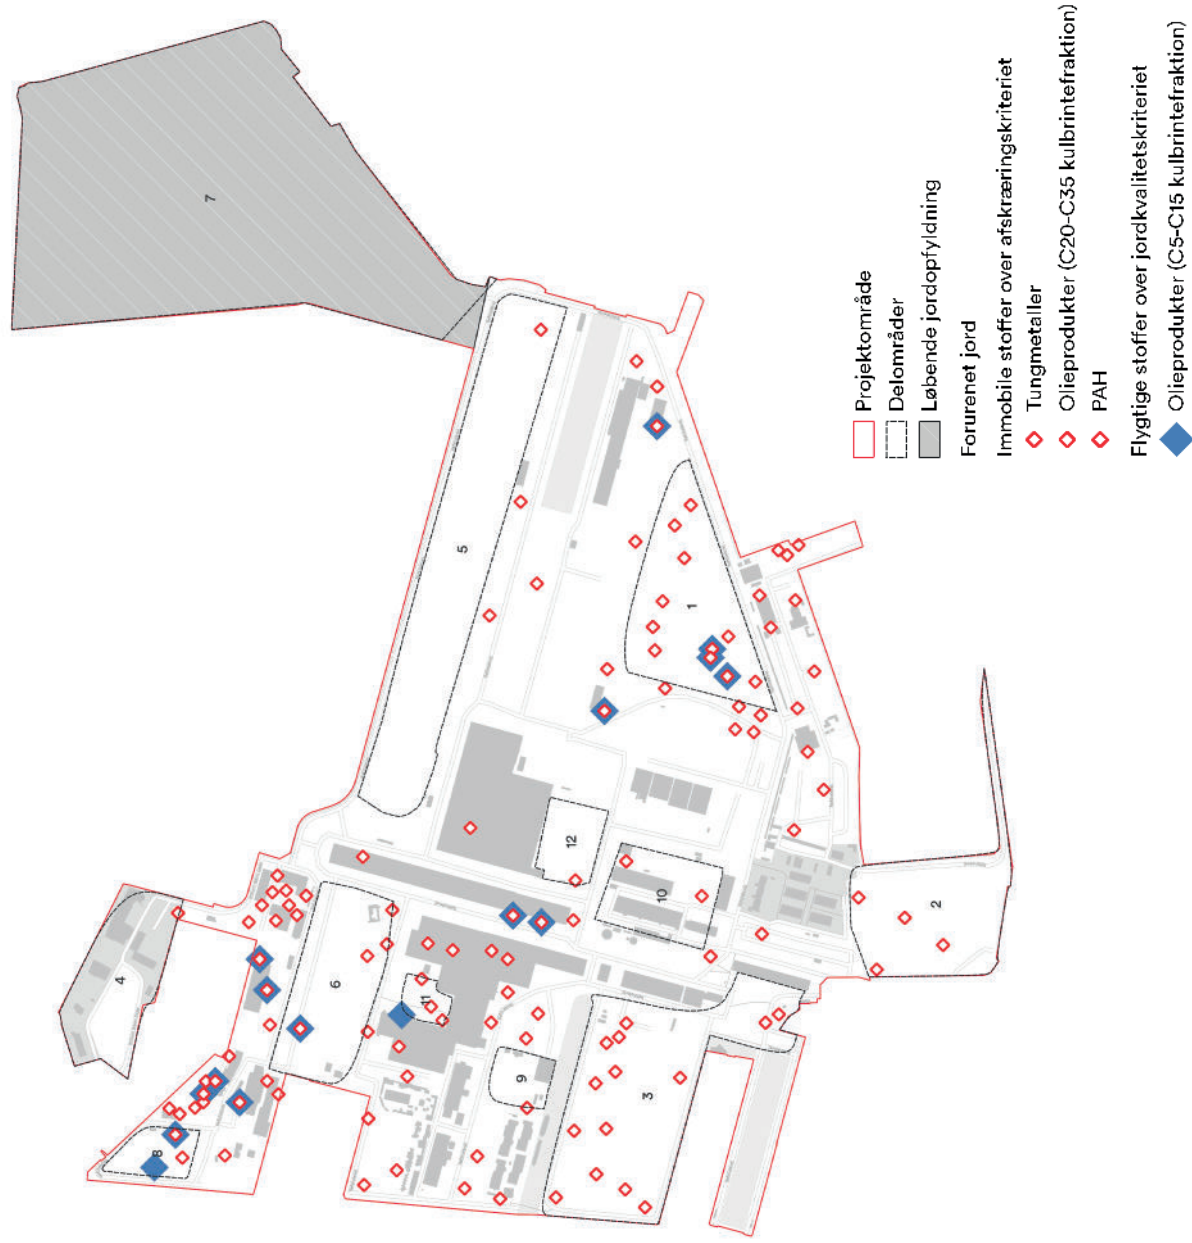 7
5
4
6
1
12
10
2
11
9
3
8
Projektområde
Delområder
Løbende jordopfyldning
Forurenet jord
Immobile stoffer over afskræringskriteriet
Tungmetaller
Olieprodukter (C20-C35 kulbrintefraktion)
PAH
Flygtige stoffer over jordkvalitetskriteriet
Olieprodukter (C5-C15 kulbrintefraktion)